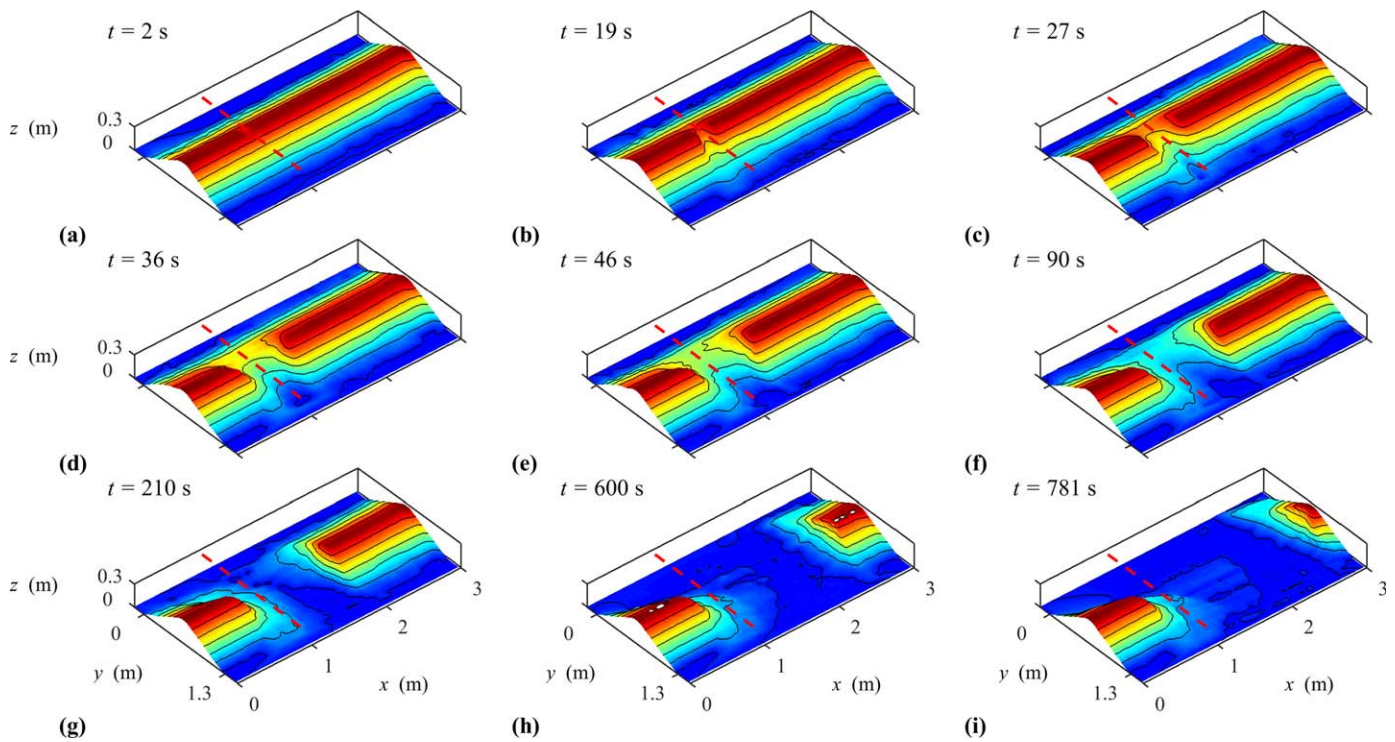 t = 2 s
t = 19 s
t = 27 s
z (m)
0.3
0
(a)
(b)
(c)
t = 36 s
t = 46 s
t = 90 s
z (m)
0.3
0
(d)
(e)
(f)
t = 210 s
t = 600 s
t = 781 s
z (m)
0.3
0
0
y (m)
1.3
0
1
x (m)
2
3
(g)
0
y (m)
1.3
0
1
x (m)
2
3
(h)
0
y (m)
1.3
0
1
x (m)
2
3
(i)